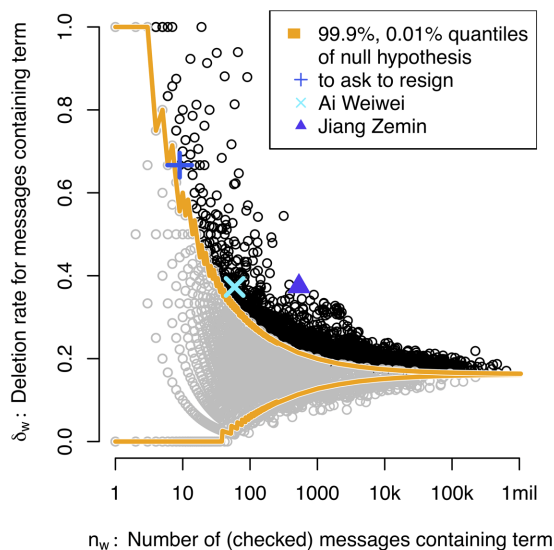 99.9%, 0.01% quantiles
of null hypothesis
to ask to resign
Ai Weiwei
Jiang Zemin
δw : Deletion rate for messages containing term
1.0
0.8
0.6
0.4
0.2
0.0
1 10 100 1000 10k 100k 1mil
nw : Number of (checked) messages containing term